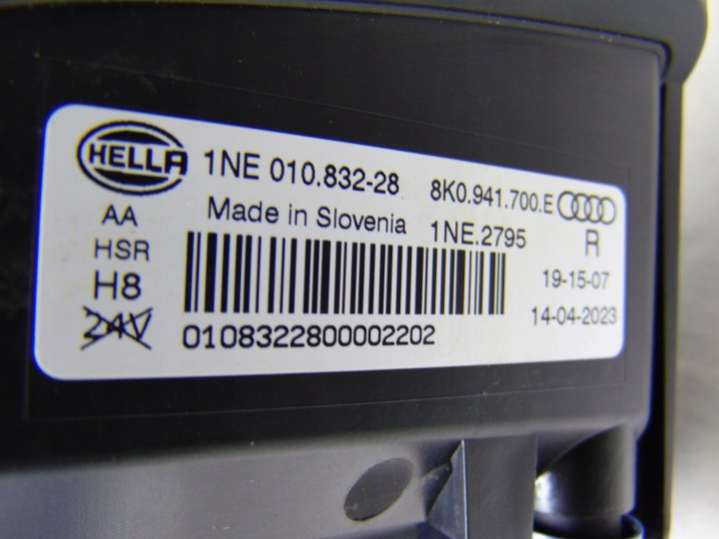 HELLA 1NE 010.832-28 8K0.941.700.E
AA Made in Slovenia 1NE.2795 R
HSR 19-15-07
H8 14-04-2023
24V 0108322800002202